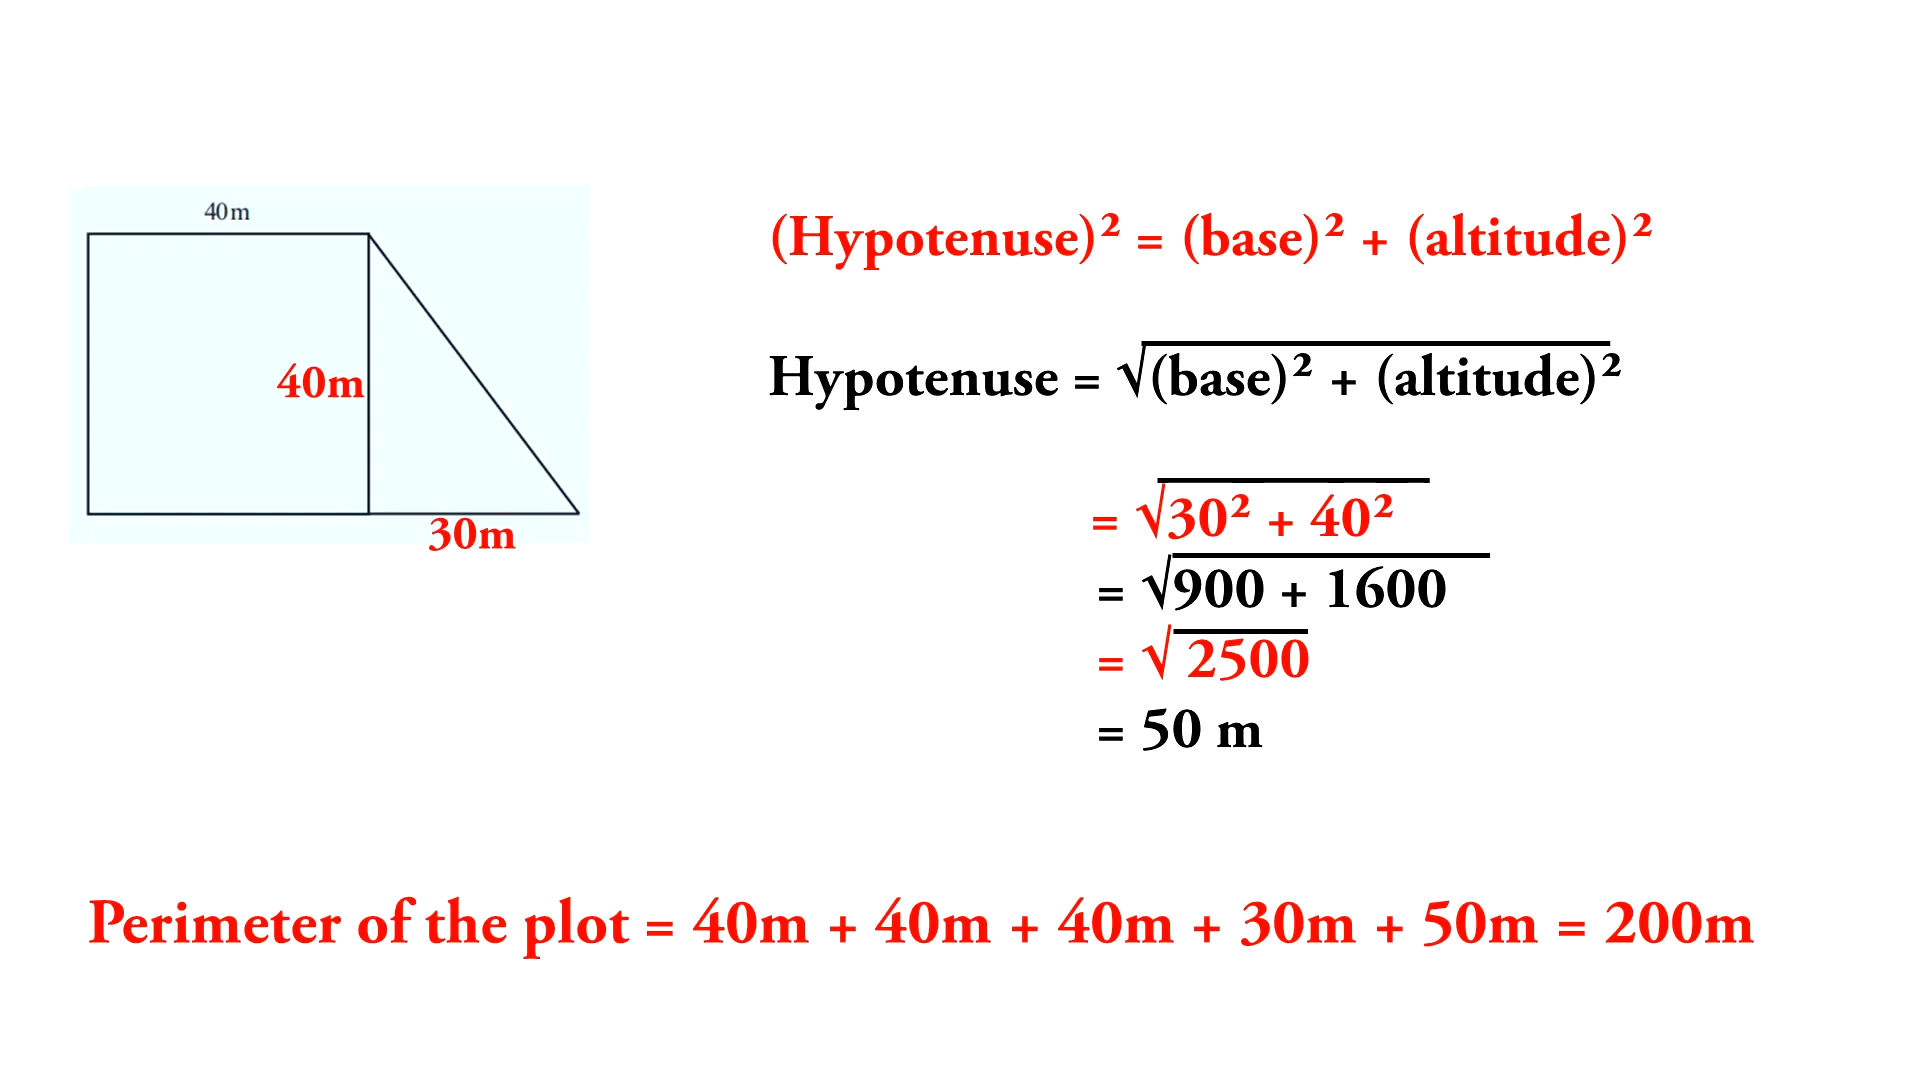 40m
40m
30m
(Hypotenuse)² = (base)² + (altitude)²
Hypotenuse = √(base)² + (altitude)²
= √30² + 40²
= √900 + 1600
= √ 2500
= 50 m
Perimeter of the plot = 40m + 40m + 40m + 30m + 50m = 200m